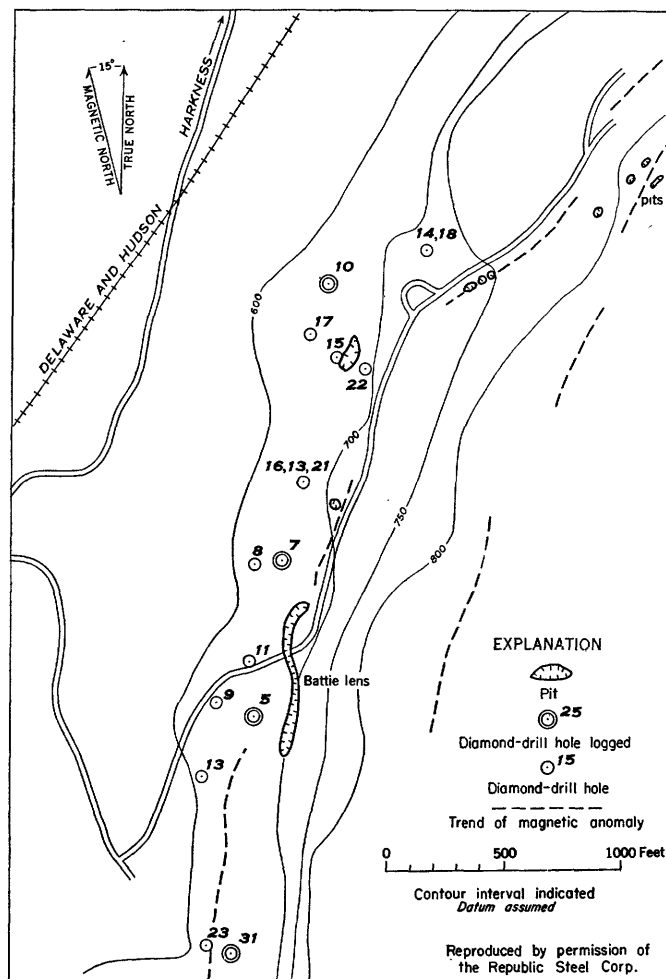 15°
MAGNETIC NORTH
TRUE NORTH
HARKNESS
DELAWARE AND HUDSON
pits
14,18
10
600
17
15
22
700
16,13,21
750
8
7
800
11
Battie lens
9
5
13
23
31
EXPLANATION
Pit
25
Diamond-drill hole logged
15
Diamond-drill hole
Trend of magnetic anomaly
0 500 1000 Feet
Contour interval indicated
Datum assumed
Reproduced by permission of
the Republic Steel Corp.